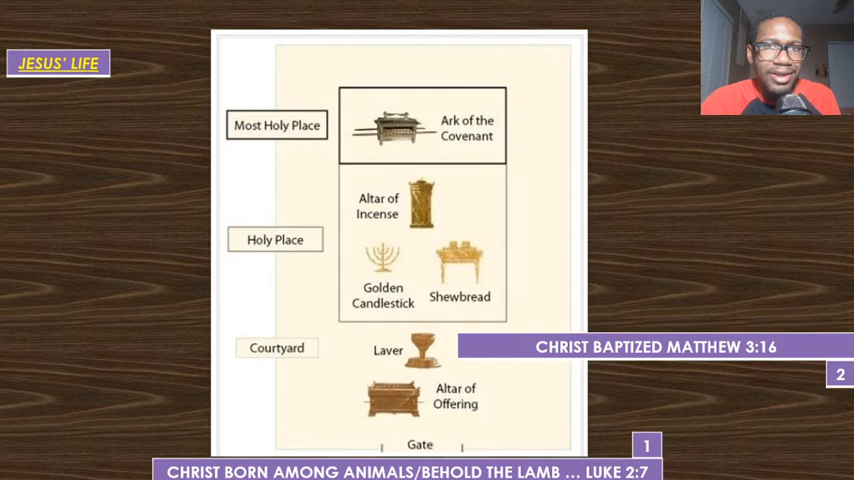 JESUS' LIFE
Most Holy Place
Ark of the
Covenant
Altar of
Incense
Holy Place
Golden
Candlestick
Shewbread
Courtyard
Laver
CHRIST BAPTIZED MATTHEW 3:16
2
Altar of
Offering
Gate
1
CHRIST BORN AMONG ANIMALS/BEHOLD THE LAMB ... LUKE 2:7